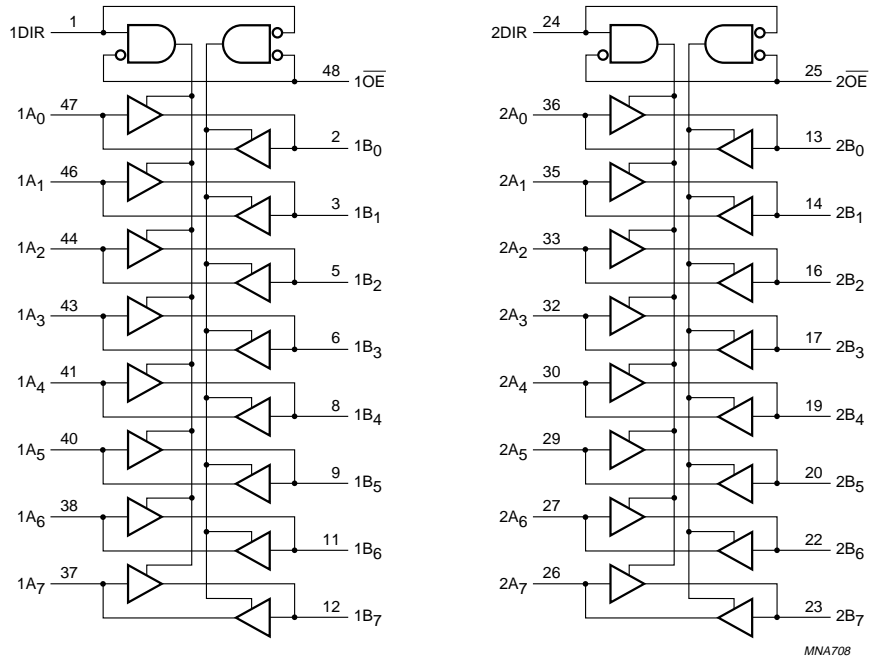 1DIR 1 2DIR 24
48 1O̅E̅ 25 2O̅E̅
1A0 47 2A0 36
2 1B0 13 2B0
1A1 46 2A1 35
3 1B1 14 2B1
1A2 44 2A2 33
5 1B2 16 2B2
1A3 43 2A3 32
6 1B3 17 2B3
1A4 41 2A4 30
8 1B4 19 2B4
1A5 40 2A5 29
9 1B5 20 2B5
1A6 38 2A6 27
11 1B6 22 2B6
1A7 37 2A7 26
12 1B7 23 2B7
MNA708